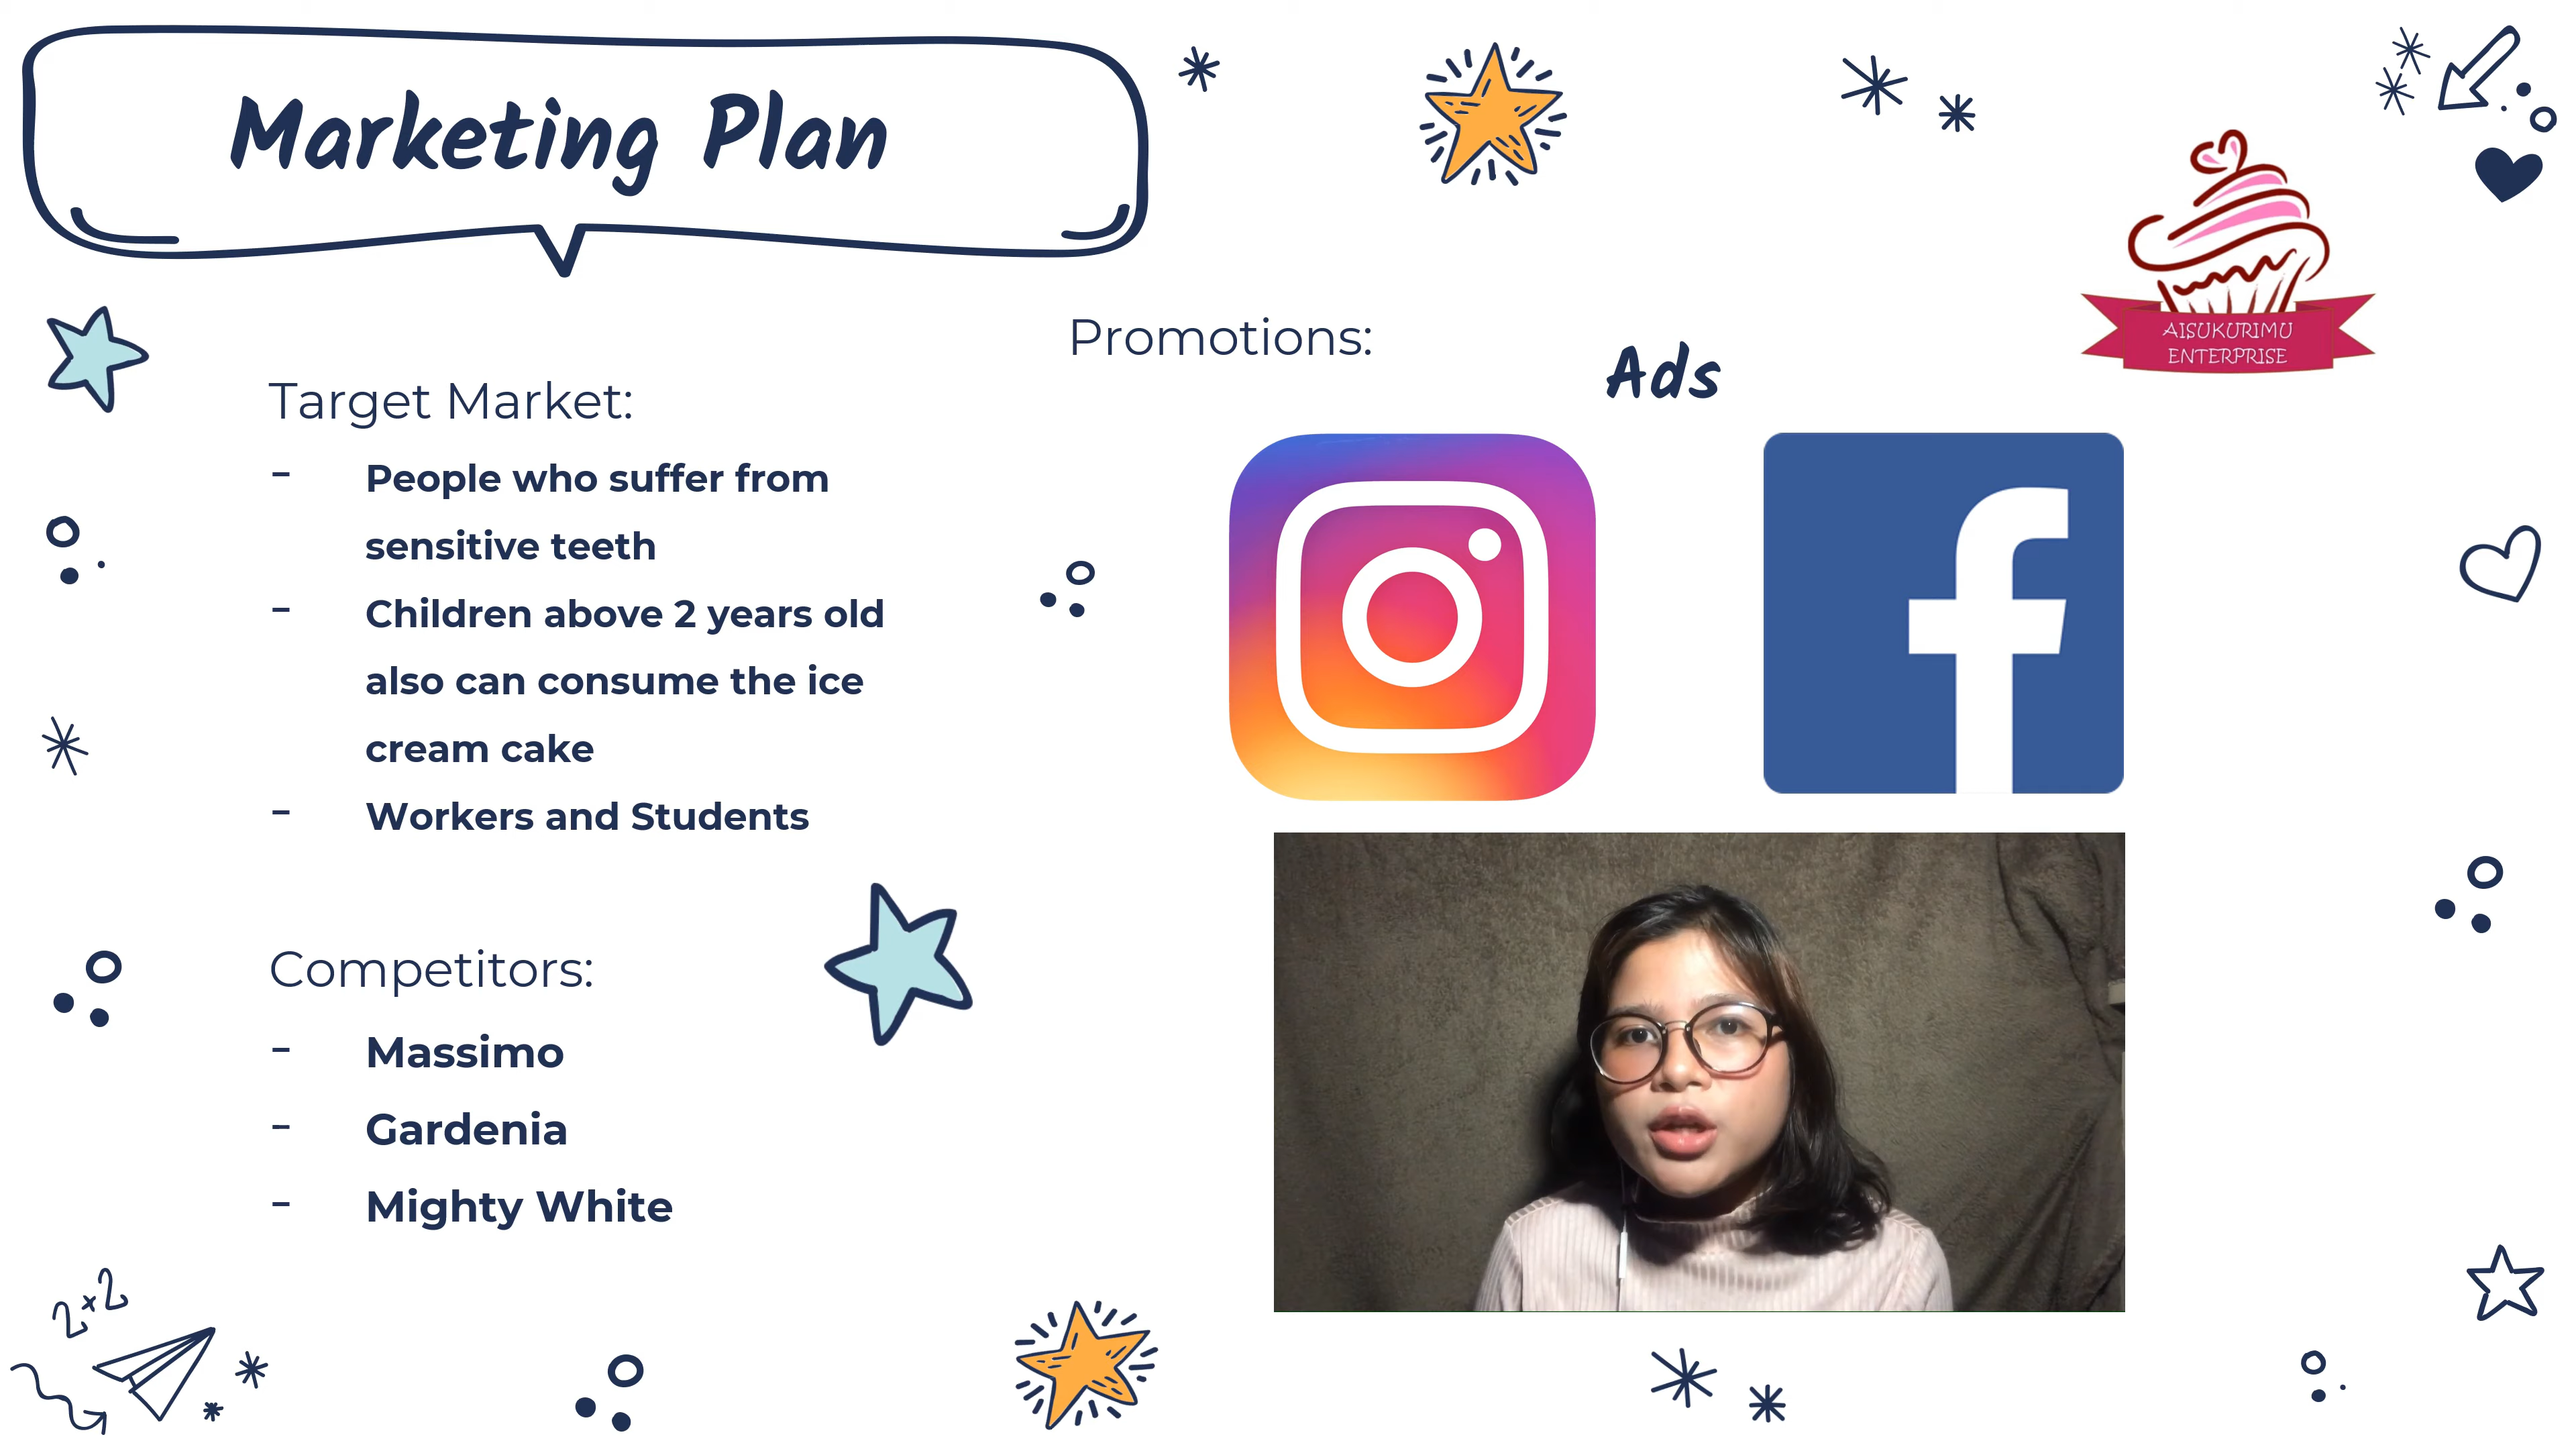 Marketing Plan
Target Market:
- People who suffer from
sensitive teeth
- Children above 2 years old
also can consume the ice
cream cake
- Workers and Students
Competitors:
- Massimo
- Gardenia
- Mighty White
Promotions:
Ads
AISUKURIMU
ENTERPRISE
2x2